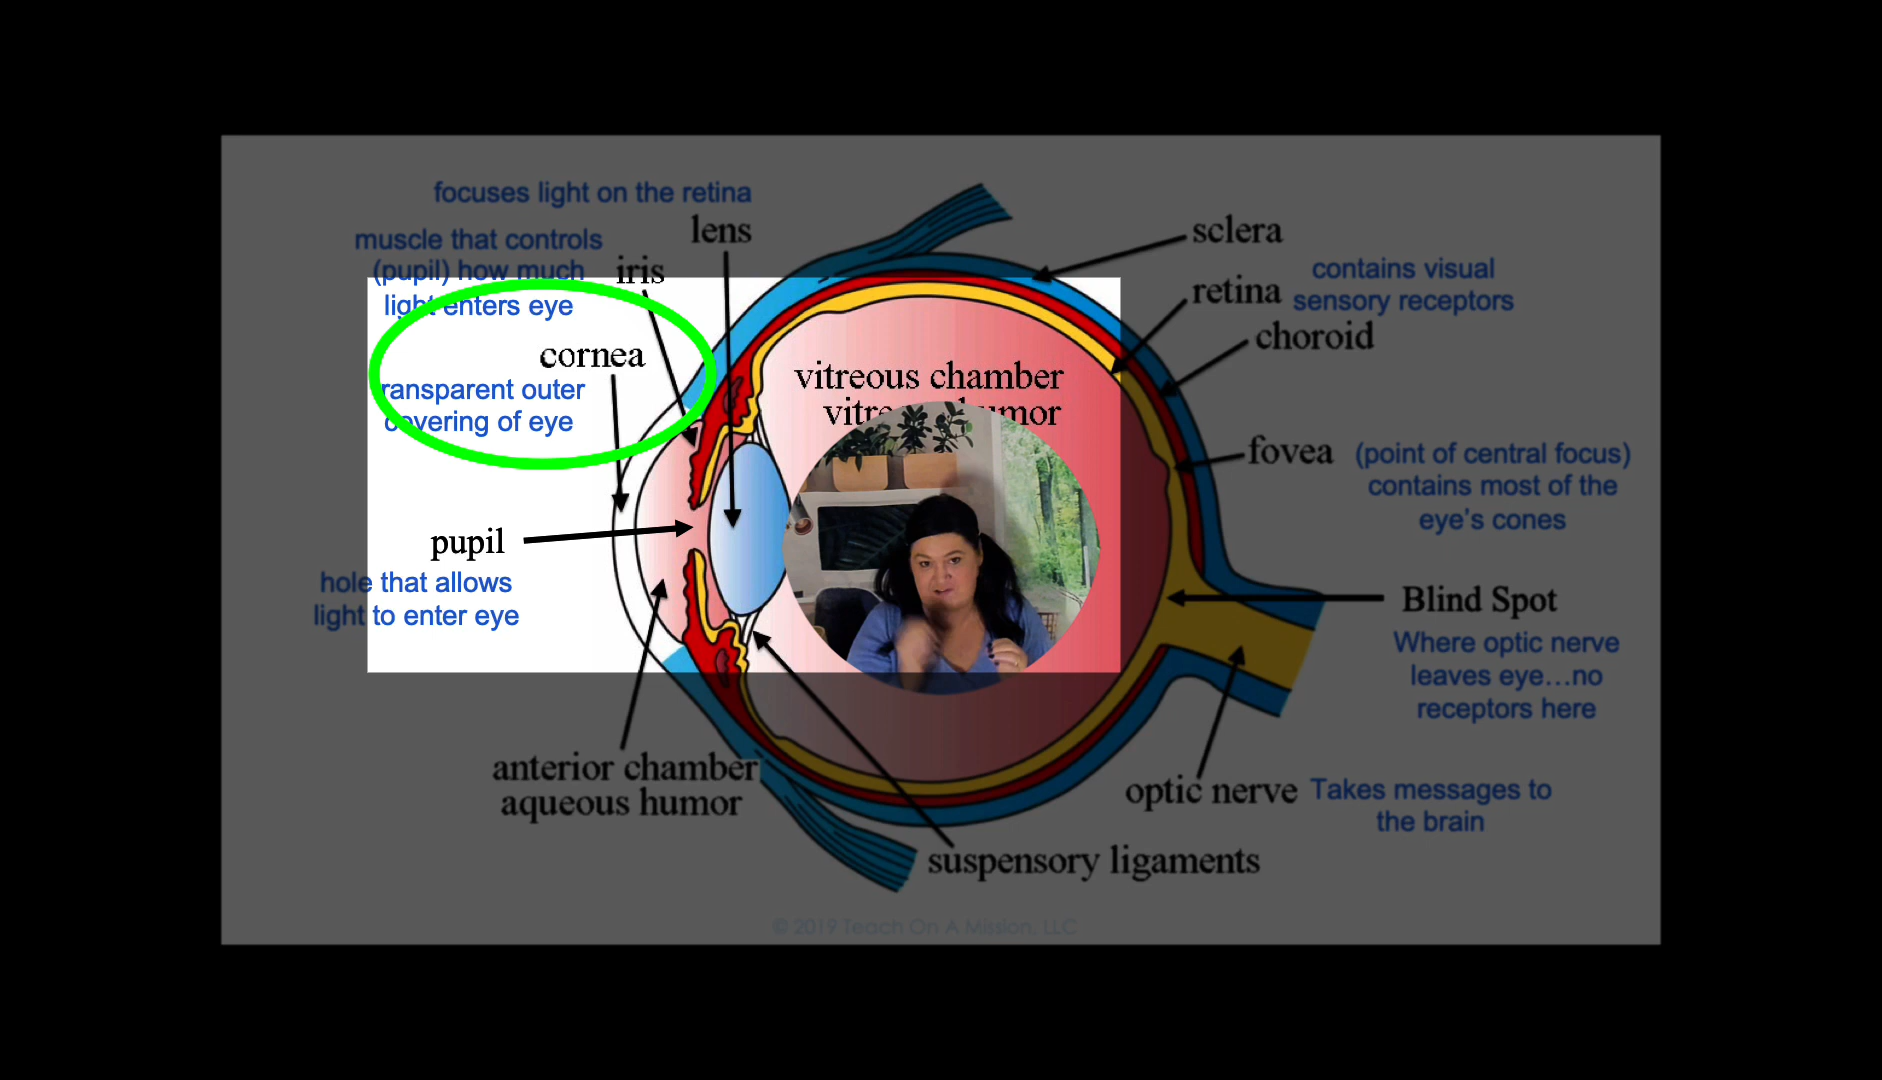 focuses light on the retina
lens
muscle that controls
(pupil) how much
light enters eye
iris
cornea
ransparent outer
covering of eye
pupil
hole that allows
light to enter eye
anterior chamber
aqueous humor
vitreous chamber
sclera
retina
contains visual
sensory receptors
choroid
fovea
(point of central focus)
contains most of the
eye's cones
Blind Spot
Where optic nerve
leaves eye...no
receptors here
optic nerve
Takes messages to
the brain
suspensory ligaments
© 2019 Teach On A Mission, LLC